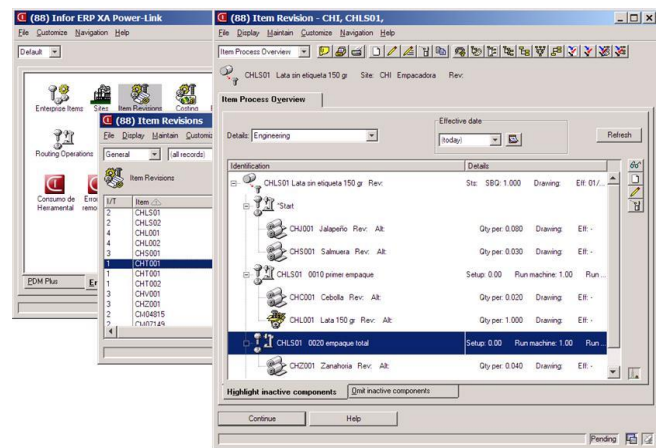 (88) Infor ERP XA Power-Link
File Customize Navigation Help
Default
Enterprise Items Sites Item Revisions Costing
Routing Operations
Consumo de Herramental
PDM Plus
(88) Item Revisions
File Display Maintain
General (all records)
Item Revisions
I/T Item
2 CHLS01
2 CHLS02
4 CHL001
4 CHL002
3 CHS001
1 CHT001
1 CHT001
1 CHT002
3 CHV001
3 CHZ001
2 CM04815
2 CM07149
(88) Item Revision - CHI, CHLS01,
File Display Maintain Customize Navigation Help
Item Process Overview
CHLS01 Lata sin etiqueta 150 gr Site: CHI Empacadora Rev:
Item Process Overview
Effective date
Details: Engineering (today) Refresh
Identification Details
CHLS01 Lata sin etiqueta 150 gr Rev: Sts: SBQ: 1.000 Drawing: Eff: 01/...
*Start
CHJ001 Jalapeño Rev: Alt: Qty per: 0.080 Drawing: Eff: -
CHS001 Salmuera Rev: Alt: Qty per: 0.030 Drawing: Eff: -
CHLS01 0010 primer empaque Setup: 0.00 Run machine: 1.00 Run ...
CHC001 Cebolla Rev: Alt: Qty per: 0.020 Drawing: Eff: -
CHL001 Lata 150 gr Rev: Alt: Qty per: 1.000 Drawing: Eff: -
CHLS01 0020 empaque total Setup: 0.00 Run machine: 1.00 Run ...
CHZ001 Zanahoria Rev: Alt: Qty per: 0.040 Drawing: Eff: -
Highlight inactive components Omit inactive components
Continue Help
Pending